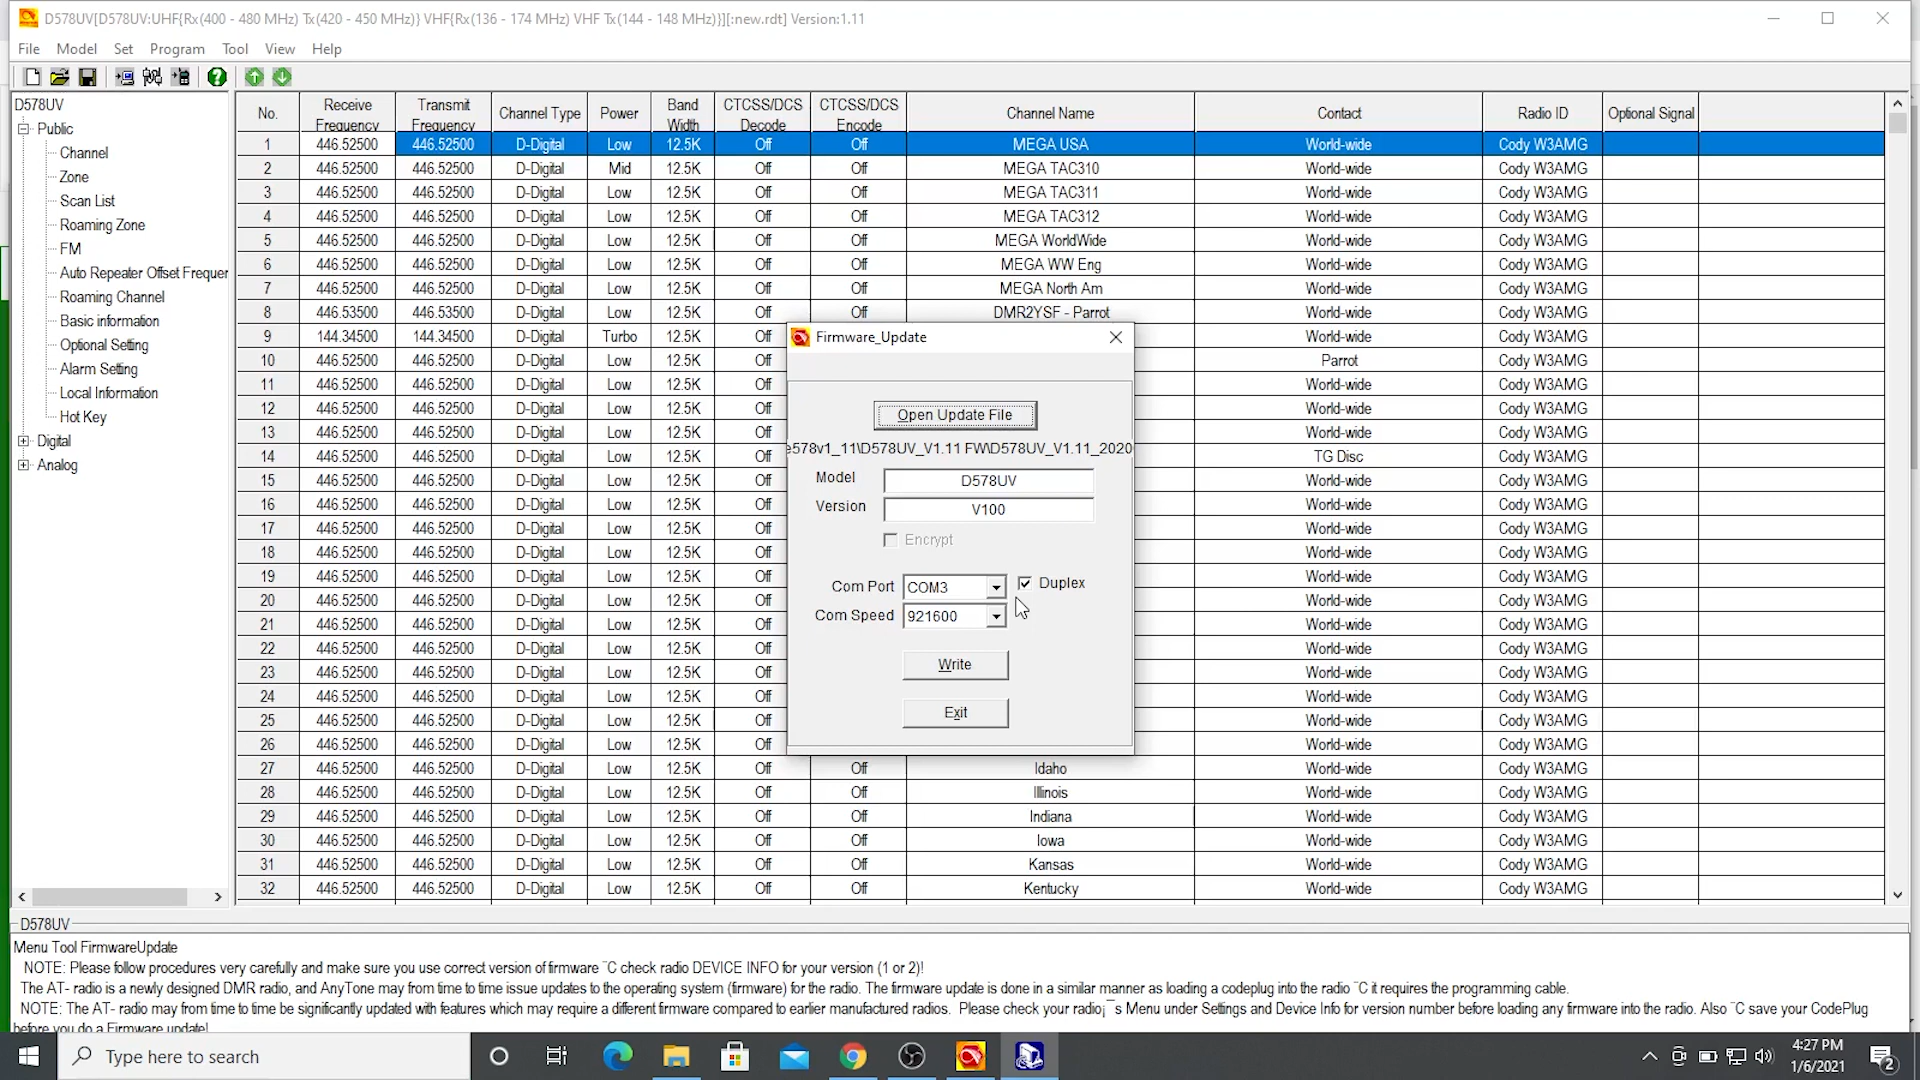 D578UV[D578UV:UHF{Rx(400 - 480 MHz) Tx(420 - 450 MHz)} VHF{Rx(136 - 174 MHz) VHF Tx(144 - 148 MHz)}][:new.rdt] Version:1.11
File Model Set Program Tool View Help
D578UV
Public
Channel
Zone
Scan List
Roaming Zone
FM
Auto Repeater Offset Frequer
Roaming Channel
Basic information
Optional Setting
Alarm Setting
Local Information
Hot Key
Digital
Analog
No. Receive Frequency Transmit Frequency Channel Type Power Band Width CTCSS/DCS Decode CTCSS/DCS Encode Channel Name Contact Radio ID Optional Signal
1 446.52500 446.52500 D-Digital Low 12.5K Off Off MEGA USA World-wide Cody W3AMG
2 446.52500 446.52500 D-Digital Mid 12.5K Off Off MEGA TAC310 World-wide Cody W3AMG
3 446.52500 446.52500 D-Digital Low 12.5K Off Off MEGA TAC311 World-wide Cody W3AMG
4 446.52500 446.52500 D-Digital Low 12.5K Off Off MEGA TAC312 World-wide Cody W3AMG
5 446.52500 446.52500 D-Digital Low 12.5K Off Off MEGA WorldWide World-wide Cody W3AMG
6 446.52500 446.52500 D-Digital Low 12.5K Off Off MEGA WW Eng World-wide Cody W3AMG
7 446.52500 446.52500 D-Digital Low 12.5K Off Off MEGA North Am World-wide Cody W3AMG
8 446.53500 446.53500 D-Digital Low 12.5K Off Off DMR2YSF - Parrot World-wide Cody W3AMG
9 144.34500 144.34500 D-Digital Turbo 12.5K Off World-wide Cody W3AMG
10 446.52500 446.52500 D-Digital Low 12.5K Off Parrot Cody W3AMG
11 446.52500 446.52500 D-Digital Low 12.5K Off World-wide Cody W3AMG
12 446.52500 446.52500 D-Digital Low 12.5K Off World-wide Cody W3AMG
13 446.52500 446.52500 D-Digital Low 12.5K Off World-wide Cody W3AMG
14 446.52500 446.52500 D-Digital Low 12.5K Off TG Disc Cody W3AMG
15 446.52500 446.52500 D-Digital Low 12.5K Off World-wide Cody W3AMG
16 446.52500 446.52500 D-Digital Low 12.5K Off World-wide Cody W3AMG
17 446.52500 446.52500 D-Digital Low 12.5K Off World-wide Cody W3AMG
18 446.52500 446.52500 D-Digital Low 12.5K Off World-wide Cody W3AMG
19 446.52500 446.52500 D-Digital Low 12.5K Off World-wide Cody W3AMG
20 446.52500 446.52500 D-Digital Low 12.5K Off World-wide Cody W3AMG
21 446.52500 446.52500 D-Digital Low 12.5K Off World-wide Cody W3AMG
22 446.52500 446.52500 D-Digital Low 12.5K Off World-wide Cody W3AMG
23 446.52500 446.52500 D-Digital Low 12.5K Off World-wide Cody W3AMG
24 446.52500 446.52500 D-Digital Low 12.5K Off World-wide Cody W3AMG
25 446.52500 446.52500 D-Digital Low 12.5K Off World-wide Cody W3AMG
26 446.52500 446.52500 D-Digital Low 12.5K Off World-wide Cody W3AMG
27 446.52500 446.52500 D-Digital Low 12.5K Off Off Idaho World-wide Cody W3AMG
28 446.52500 446.52500 D-Digital Low 12.5K Off Off Illinois World-wide Cody W3AMG
29 446.52500 446.52500 D-Digital Low 12.5K Off Off Indiana World-wide Cody W3AMG
30 446.52500 446.52500 D-Digital Low 12.5K Off Off Iowa World-wide Cody W3AMG
31 446.52500 446.52500 D-Digital Low 12.5K Off Off Kansas World-wide Cody W3AMG
32 446.52500 446.52500 D-Digital Low 12.5K Off Off Kentucky World-wide Cody W3AMG
Firmware_Update
Open Update File
e578v1_11\D578UV_V1.11 FW\D578UV_V1.11_2020
Model D578UV
Version V100
Encrypt
Com Port COM3 Duplex
Com Speed 921600
Write
Exit
D578UV
Menu Tool FirmwareUpdate
NOTE: Please follow procedures very carefully and make sure you use correct version of firmware ¨C check radio DEVICE INFO for your version (1 or 2)!
The AT- radio is a newly designed DMR radio, and AnyTone may from time to time issue updates to the operating system (firmware) for the radio. The firmware update is done in a similar manner as loading a codeplug into the radio ¨C it requires the programming cable.
NOTE: The AT- radio may from time to time be significantly updated with features which may require a different firmware compared to earlier manufactured radios. Please check your radio¡¯s Menu under Settings and Device Info for version number before loading any firmware into the radio. Also ¨C save your CodePlug
before you do a Firmware update!
Type here to search
4:27 PM
1/6/2021
2